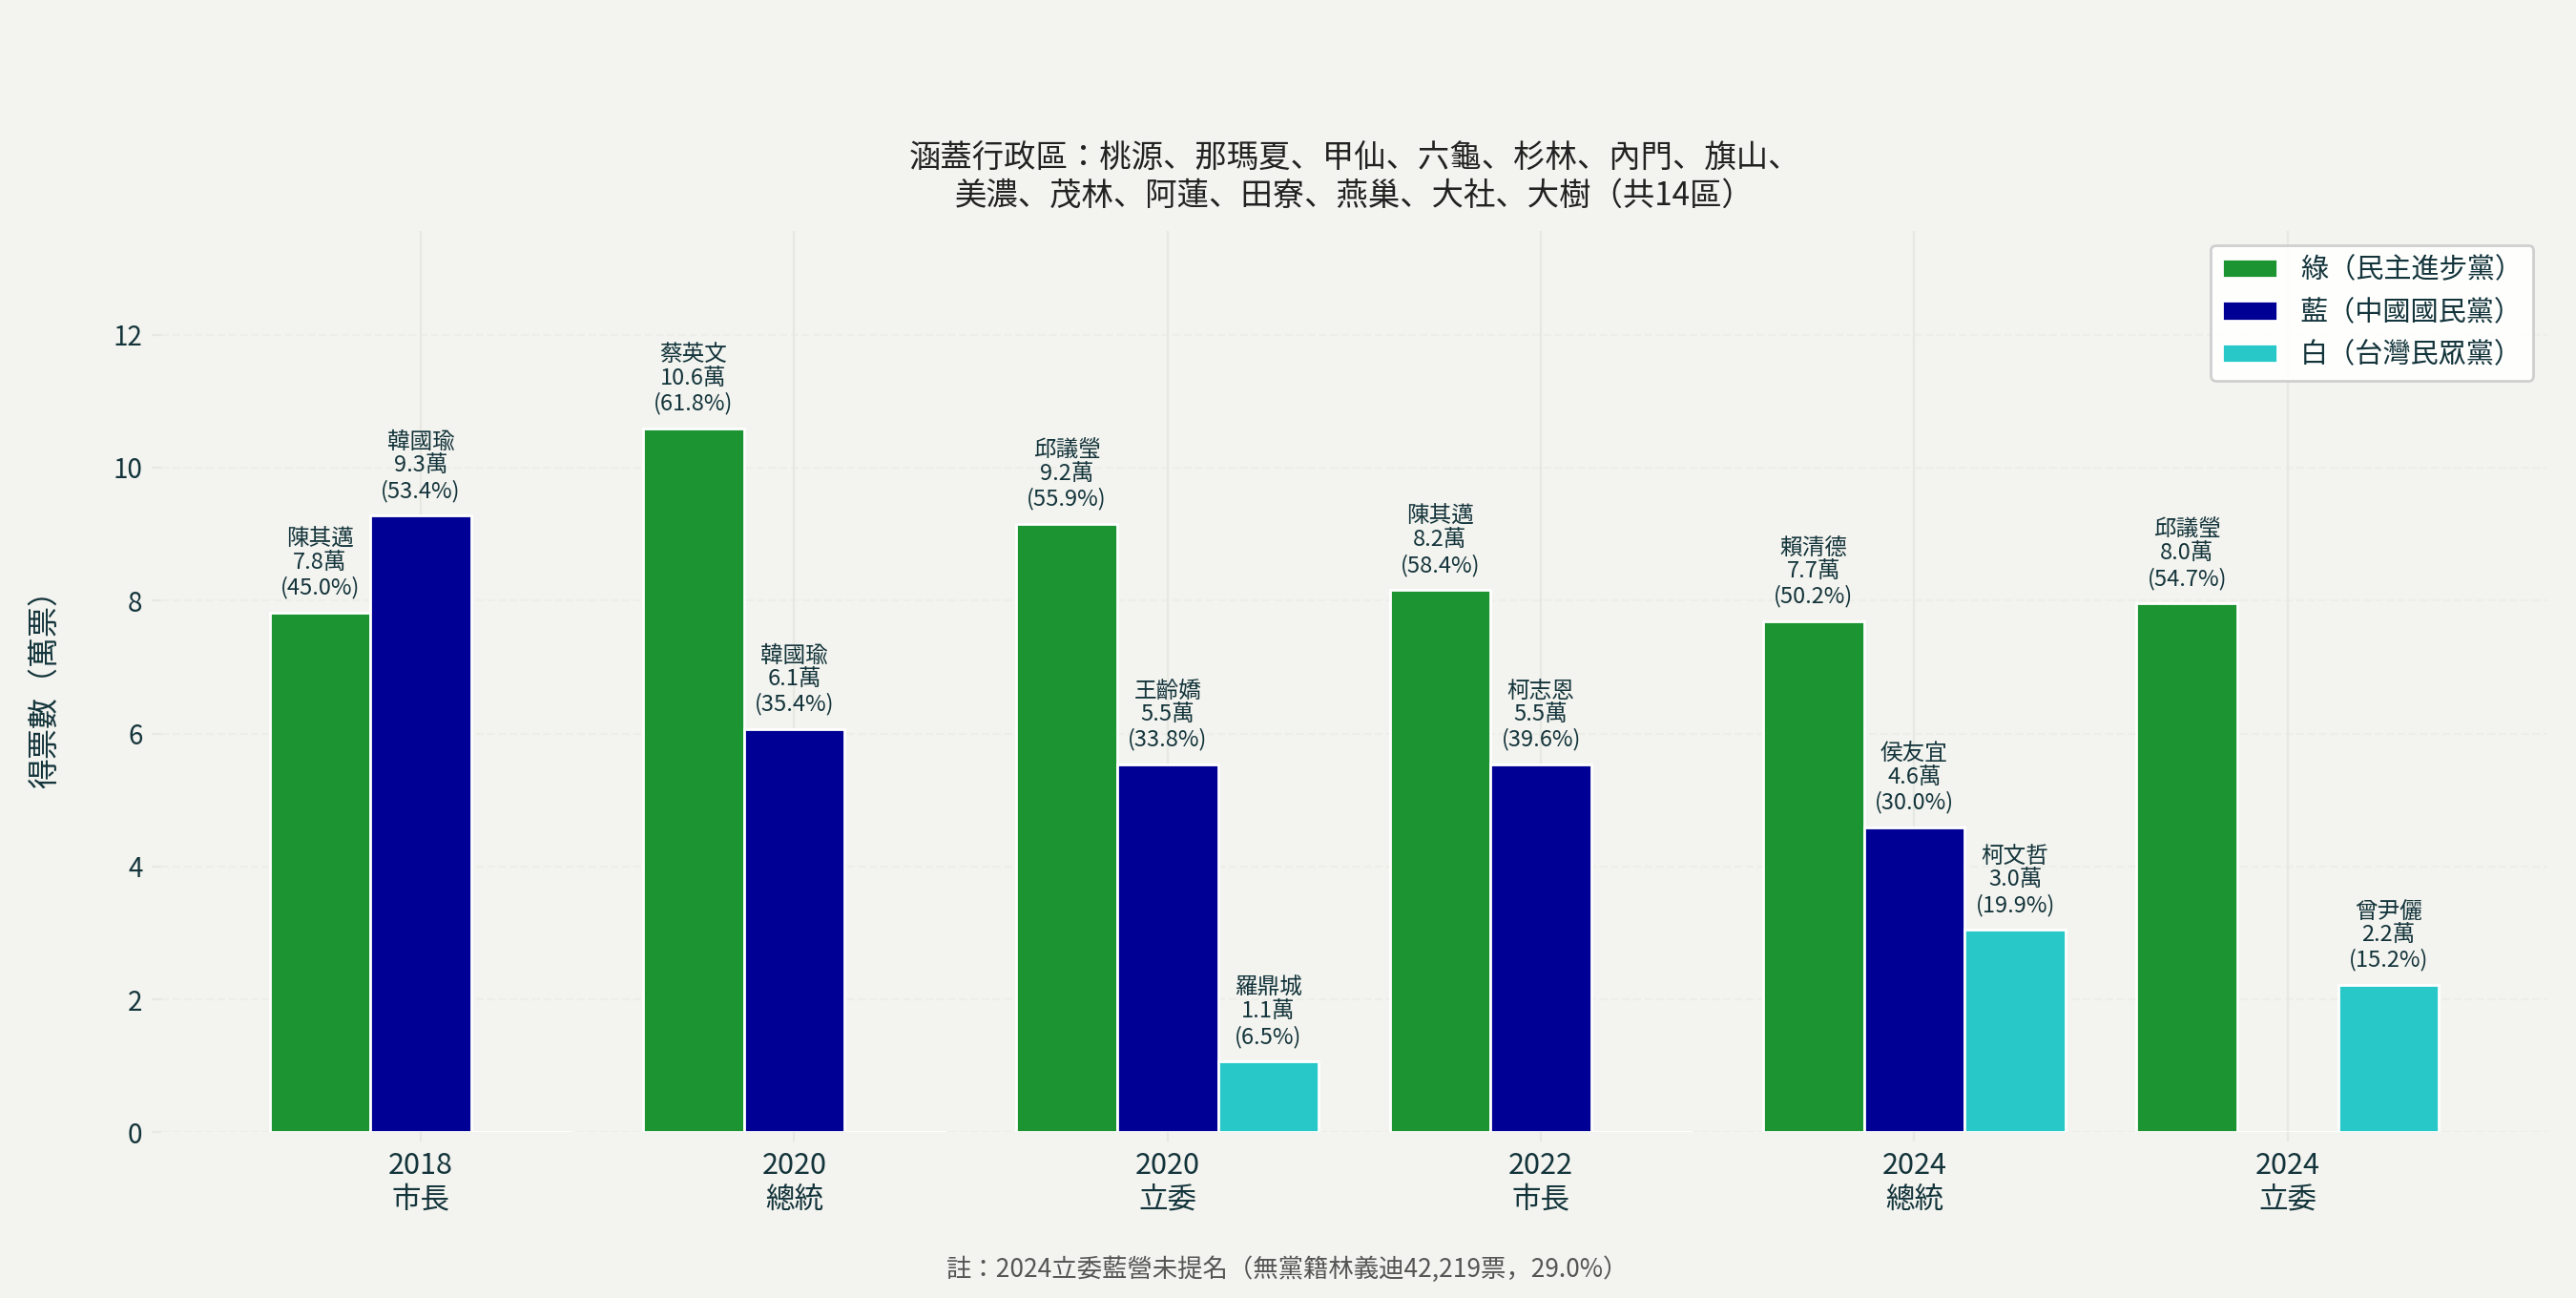 涵蓋行政區：桃源、那瑪夏、甲仙、六龜、杉林、內門、旗山、
美濃、茂林、阿蓮、田寮、燕巢、大社、大樹（共14區）
綠（民主進步黨）
藍（中國國民黨）
白（台灣民眾黨）
得票數（萬票）
12
10
8
6
4
2
0
陳其邁
7.8萬
(45.0%)
韓國瑜
9.3萬
(53.4%)
蔡英文
10.6萬
(61.8%)
韓國瑜
6.1萬
(35.4%)
邱議瑩
9.2萬
(55.9%)
王齡嬌
5.5萬
(33.8%)
羅鼎城
1.1萬
(6.5%)
陳其邁
8.2萬
(58.4%)
柯志恩
5.5萬
(39.6%)
賴清德
7.7萬
(50.2%)
侯友宜
4.6萬
(30.0%)
柯文哲
3.0萬
(19.9%)
邱議瑩
8.0萬
(54.7%)
曾尹儷
2.2萬
(15.2%)
2018
市長
2020
總統
2020
立委
2022
市長
2024
總統
2024
立委
註：2024立委藍營未提名（無黨籍林義迪42,219票，29.0%）